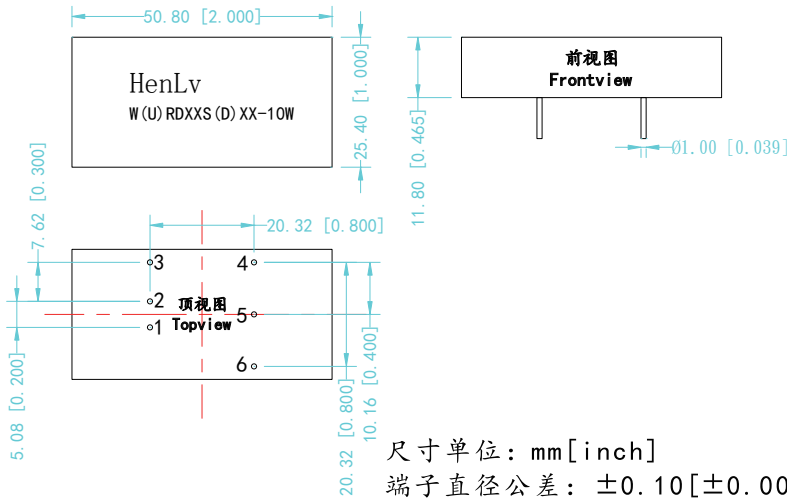 50.80 [2.000]
HenLv
W(U)RDXXS(D)XX-10W
25.40 [1.000]
前视图
Frontview
11.80 [0.465]
Ø1.00 [0.039]
7.62 [0.300]
20.32 [0.800]
3
4
2
顶视图
5
1
Topview
6
5.08 [0.200]
20.32 [0.800]
10.16 [0.400]
尺寸单位：mm[inch]
端子直径公差：±0.10[±0.00